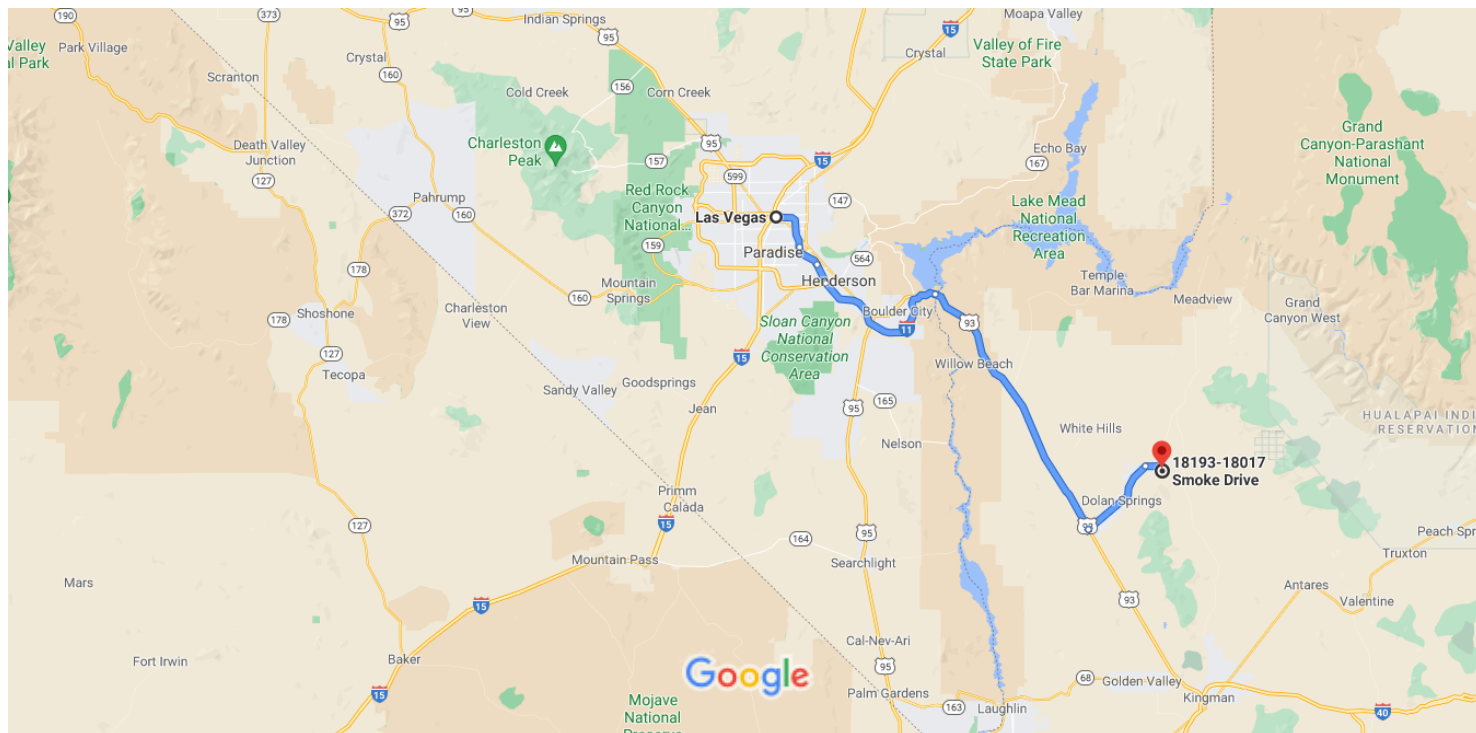 190
373
95
95
Indian Springs
Moapa Valley
15
Valley
al Park
Park Village
Crystal
95
Crystal
Valley of Fire
State Park
Scranton
160
156
Cold Creek
Corn Creek
Charleston
Peak
95
15
Grand
Canyon-Parashant
National
Monument
Death Valley
Junction
127
157
599
Echo Bay
167
Pahrump
372
160
Red Rock
Canyon
National...
147
Lake Mead
National
Recreation
Area
Las Vegas
159
Paradise
564
178
Mountain
Springs
Henderson
Temple
Bar Marina
Meadview
160
Charleston
View
Boulder City
Grand
Canyon West
178
Shoshone
Sloan Canyon
National
Conservation
Area
11
93
127
15
Willow Beach
Tecopa
Sandy Valley
Goodsprings
Jean
95
165
HUALAPAI INDI
RESERVATION
Nelson
White Hills
18193-18017
Smoke Drive
Primm
Calada
Dolan Springs
127
15
164
95
93
Peach Spr
Mountain Pass
Searchlight
Truxton
Mars
Antares
Valentine
15
93
Cal-Nev-Ari
Fort Irwin
Baker
95
Google
68
Golden Valley
15
Mojave
National
Preserve
Palm Gardens
163
Laughlin
Kingman
40